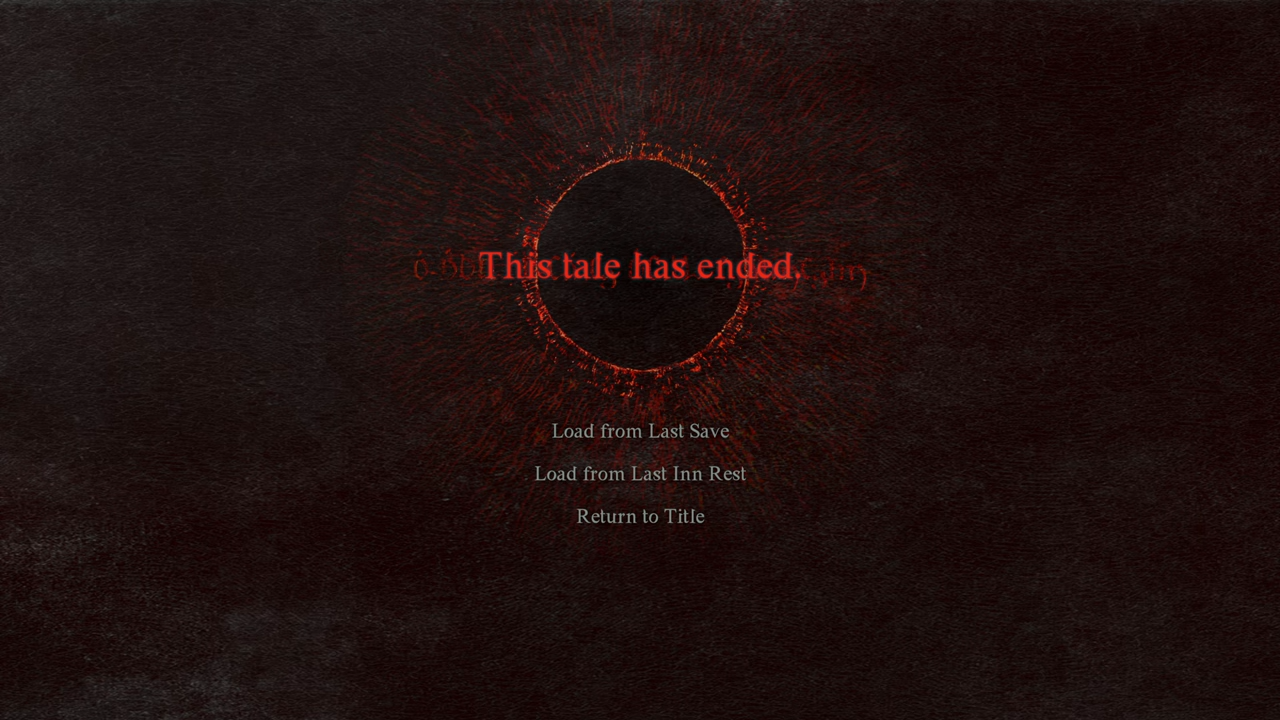 This tale has ended.
Load from Last Save
Load from Last Inn Rest
Return to Title